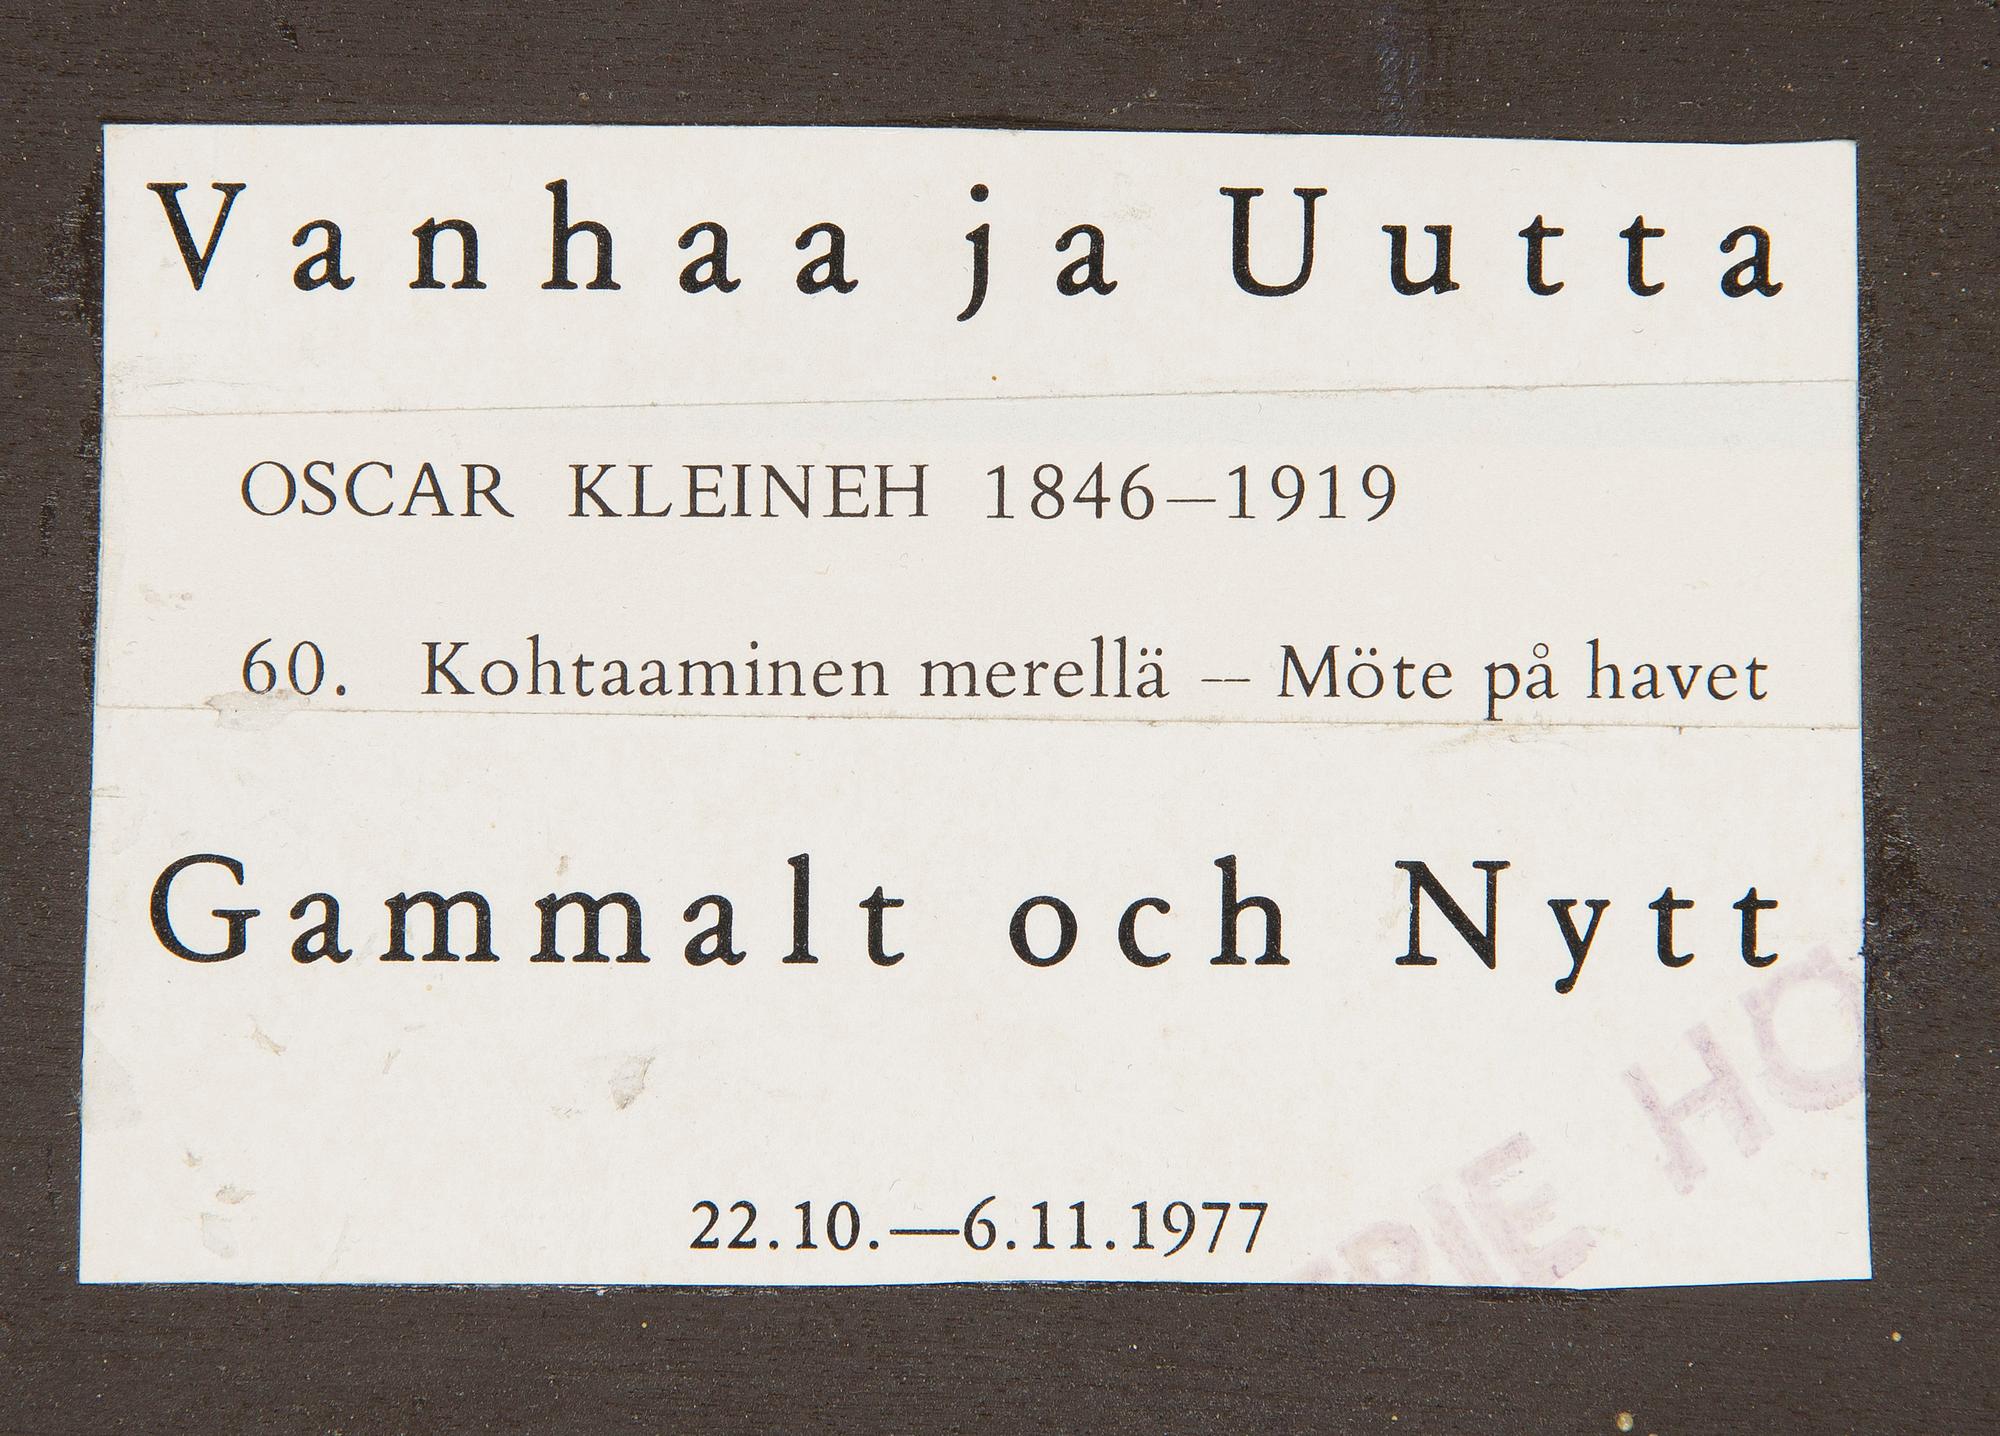 Vanhaa ja Uutta
OSCAR KLEINEH 1846–1919
60. Kohtaaminen merellä – Möte på havet
Gammalt och Nytt
22.10.—6.11.1977